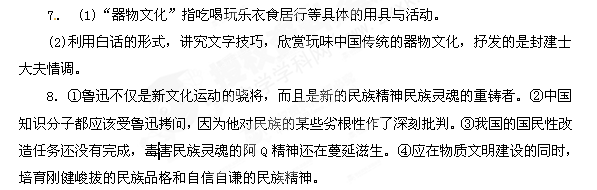 7. (1)“器物文化”指吃喝玩乐衣食居行等具体的用具与活动。
(2)利用白话的形式，讲究文字技巧，欣赏玩味中国传统的器物文化，抒发的是封建士
大夫情调。
8. ①鲁迅不仅是新文化运动的骁将，而且是新的民族精神民族灵魂的重铸者。②中国
知识分子都应该受鲁迅拷问，因为他对民族的某些劣根性作了深刻批判。③我国的国民性改
造任务还没有完成，毒害民族灵魂的阿Q精神还在蔓延滋生。④应在物质文明建设的同时，
培育刚健峻拔的民族品格和自信自谦的民族精神。